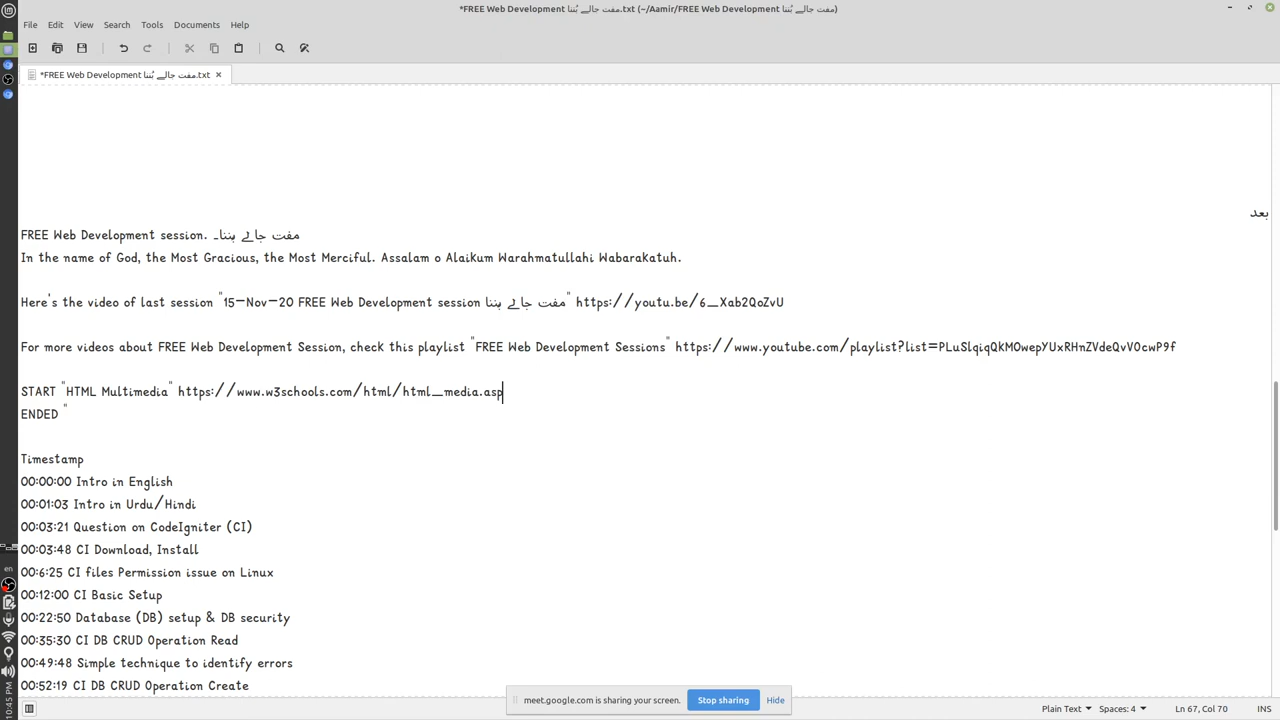 *FREE Web Development مفت جالے بُننا.txt (~/Aamir/FREE Web Development مفت جالے بُننا)
File Edit View Search Tools Documents Help
*FREE Web Development مفت جالے بُننا.txt
بعد
FREE Web Development session. مفت جالے بننا۔
In the name of God, the Most Gracious, the Most Merciful. Assalam o Alaikum Warahmatullahi Wabarakatuh.
Here's the video of last session "15-Nov-20 FREE Web Development session مفت جالے بننا" https://youtu.be/6_Xab2QoZvU
For more videos about FREE Web Development Session, check this playlist "FREE Web Development Sessions" https://www.youtube.com/playlist?list=PLuSlqiqQkMOwepYUxRHnZVdeQvV0cwP9f
START "HTML Multimedia" https://www.w3schools.com/html/html_media.asp
ENDED "
Timestamp
00:00:00 Intro in English
00:01:03 Intro in Urdu/Hindi
00:03:21 Question on CodeIgniter (CI)
00:03:48 CI Download, Install
00:6:25 CI files Permission issue on Linux
00:12:00 CI Basic Setup
00:22:50 Database (DB) setup & DB security
00:35:30 CI DB CRUD Operation Read
00:49:48 Simple technique to identify errors
00:52:19 CI DB CRUD Operation Create
meet.google.com is sharing your screen. Stop sharing Hide
Plain Text Spaces: 4 Ln 67, Col 70 INS
en
10:45 PM